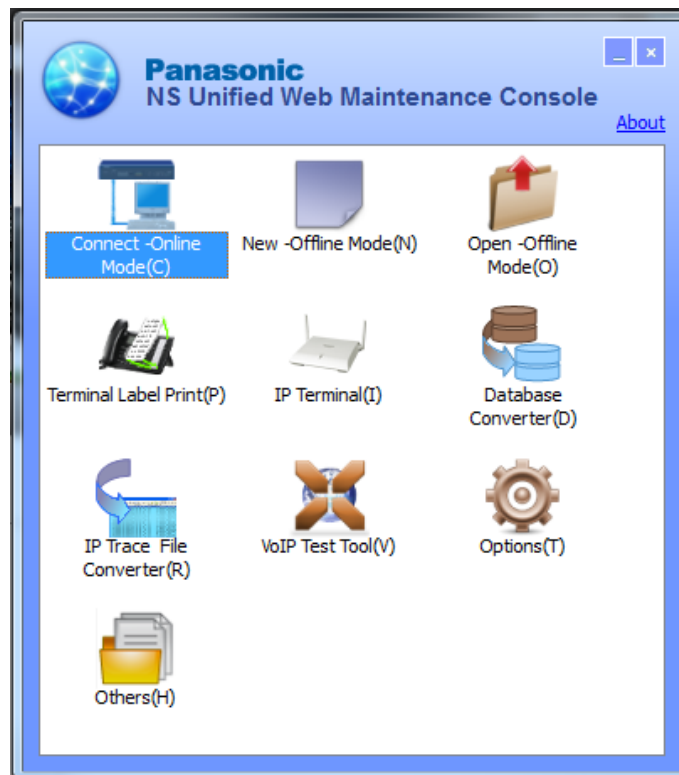 Panasonic
NS Unified Web Maintenance Console
About
Connect -Online
Mode(C)
New -Offline Mode(N)
Open -Offline
Mode(O)
Terminal Label Print(P)
IP Terminal(I)
Database
Converter(D)
IP Trace File
Converter(R)
VoIP Test Tool(V)
Options(T)
Others(H)